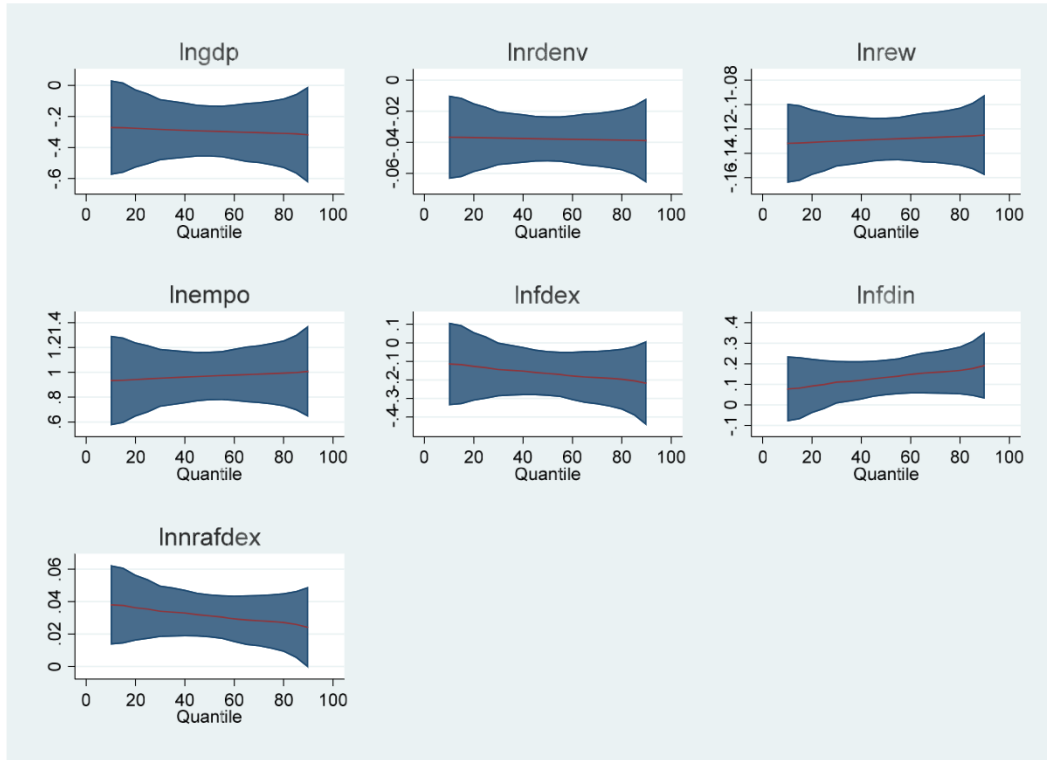 lngdp
-.6 -.4 -.2 0
0 20 40 60 80 100
Quantile
lnrdenv
-.06 -.04 -.02 0
0 20 40 60 80 100
Quantile
lnrew
-.16 -.14 -.12 -.1 -.08
0 20 40 60 80 100
Quantile
lnempo
.6 .8 1 1.2 1.4
0 20 40 60 80 100
Quantile
lnfdex
-.4 -.3 -.2 -.1 0 .1
0 20 40 60 80 100
Quantile
lnfdin
-.1 0 .1 .2 .3 .4
0 20 40 60 80 100
Quantile
lnnrafdex
0 .02 .04 .06
0 20 40 60 80 100
Quantile